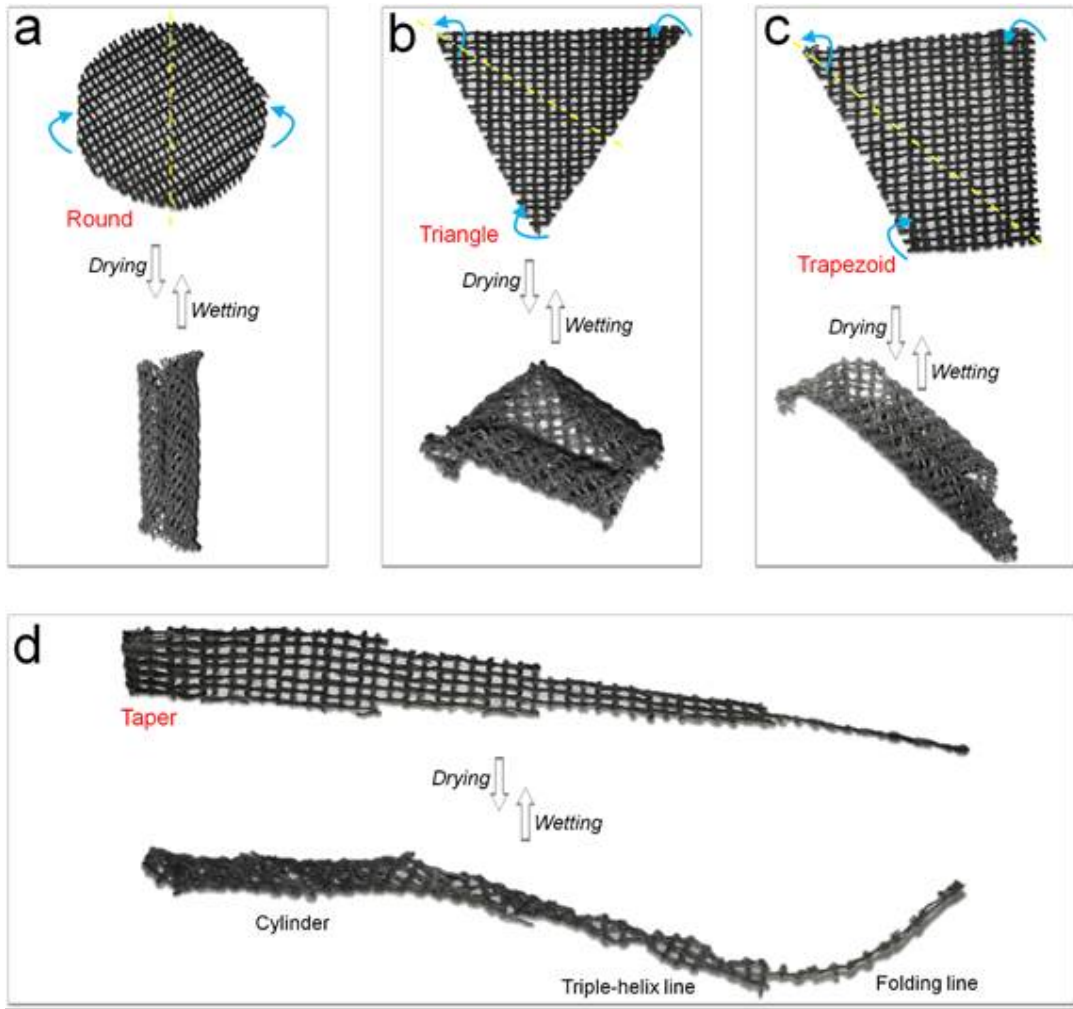 a
Round
Drying
Wetting
b
Triangle
Drying
Wetting
c
Trapezoid
Drying
Wetting
d
Taper
Drying
Wetting
Cylinder
Triple-helix line
Folding line